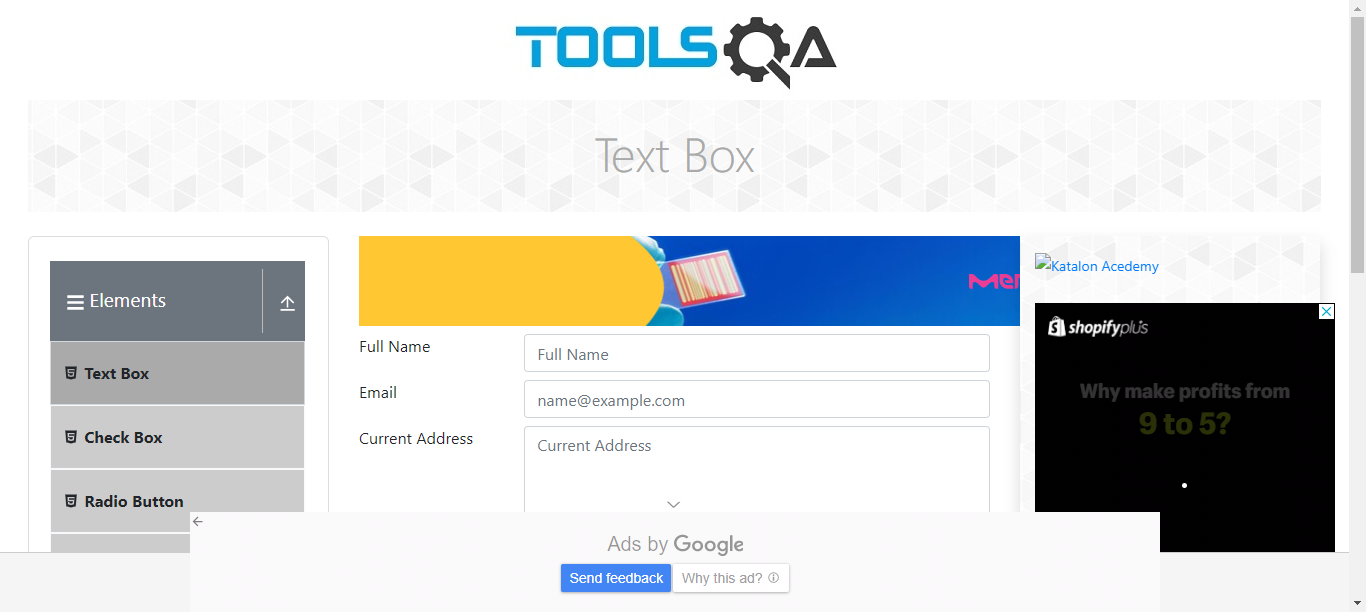 TOOLSQA
Text Box
Elements
Text Box
Check Box
Radio Button
Full Name
Full Name
Email
name@example.com
Current Address
Current Address
Katalon Acedemy
shopifyplus
Why make profits from
9 to 5?
Ads by Google
Send feedback
Why this ad?